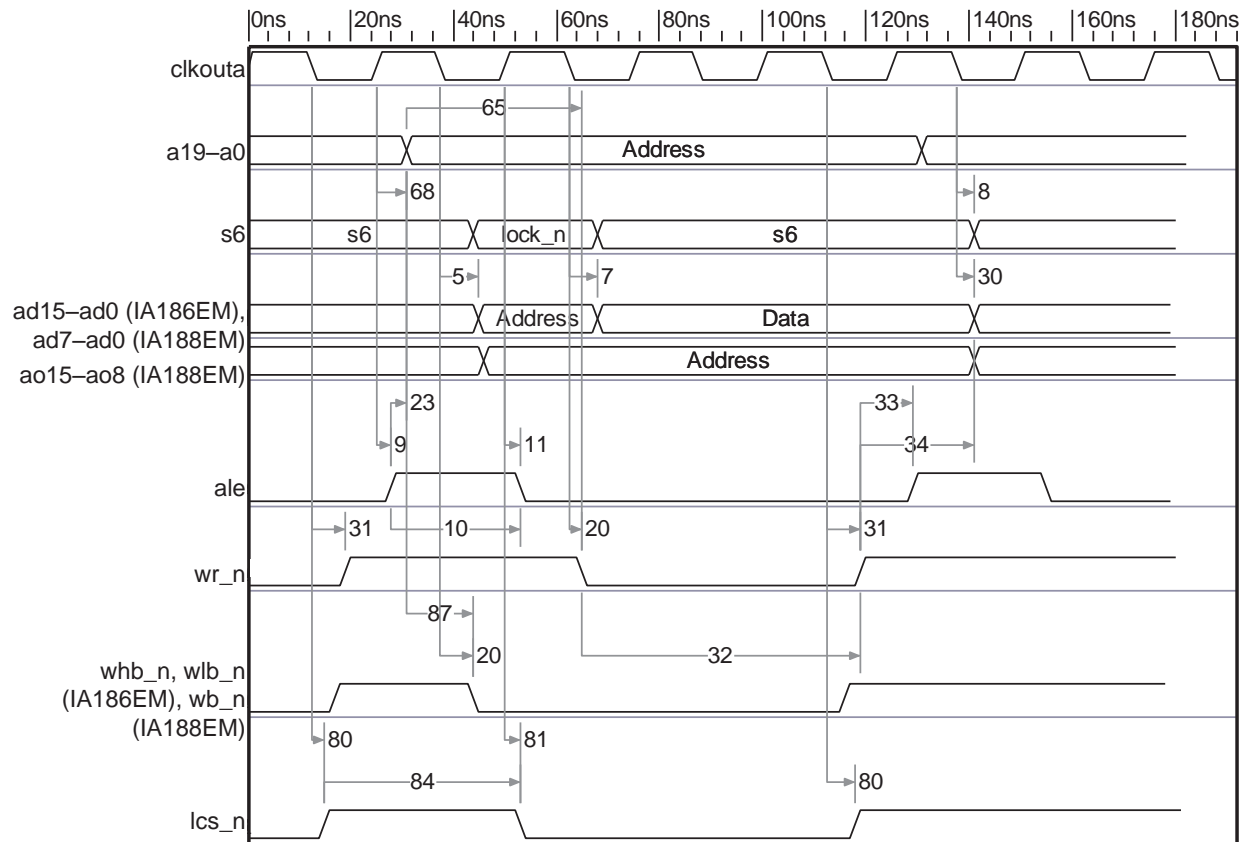 0ns 20ns 40ns 60ns 80ns 100ns 120ns 140ns 160ns 180ns
clkouta
65
a19–a0 Address
68 8
s6 s6 lock_n s6
5 7 30
ad15–ad0 (IA186EM), Address Data
ad7–ad0 (IA188EM)
Address
ao15–ao8 (IA188EM)
23 33
9 11 34
ale
31 10 20 31
wr_n
87
20 32
whb_n, wlb_n
(IA186EM), wb_n
(IA188EM)
80 81
84 80
lcs_n